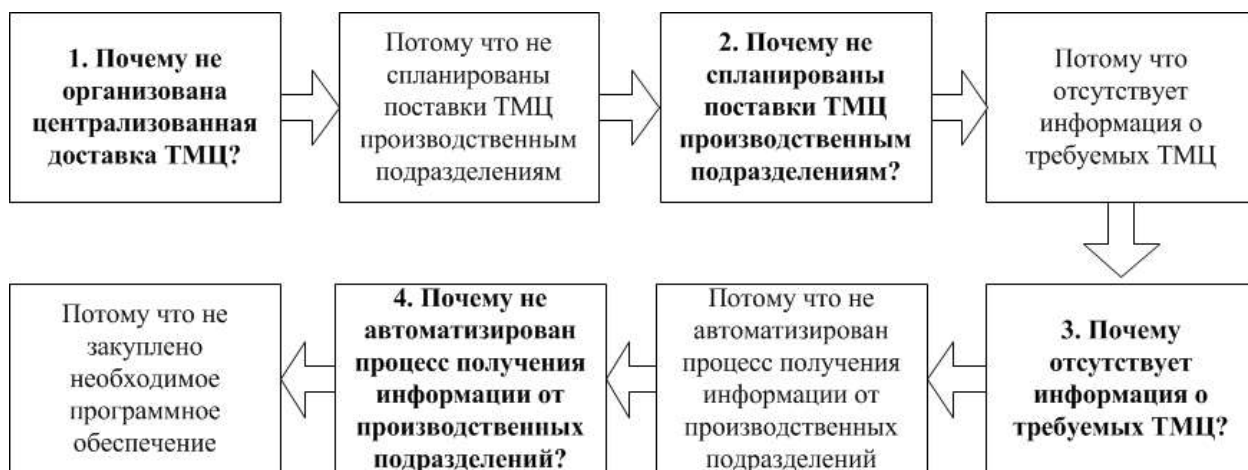 1. Почему не
организована
централизованная
доставка ТМЦ?
Потому что не
спланированы
поставки ТМЦ
производственным
подразделениям
2. Почему не
спланированы
поставки ТМЦ
производственным
подразделениям?
Потому что
отсутствует
информация о
требуемых ТМЦ
3. Почему
отсутствует
информация о
требуемых ТМЦ?
Потому что не
автоматизирован
процесс получения
информации от
производственных
подразделений
4. Почему не
автоматизирован
процесс получения
информации от
производственных
подразделений?
Потому что не
закуплено
необходимое
программное
обеспечение